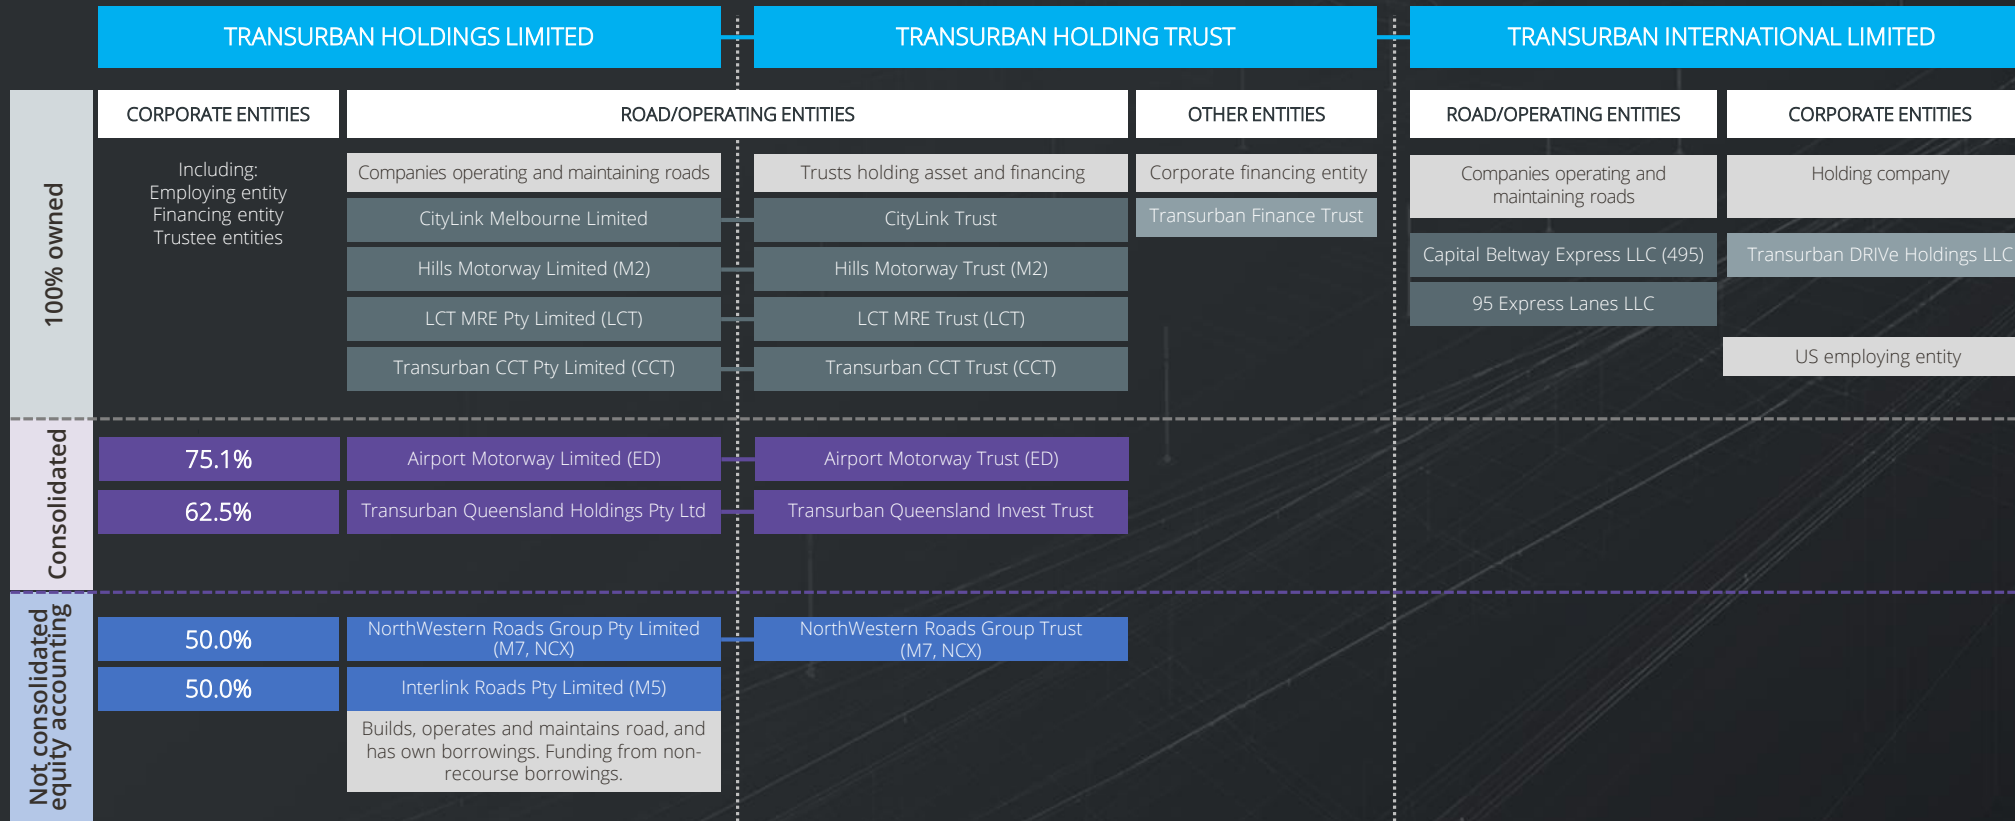 TRANSURBAN HOLDINGS LIMITED
TRANSURBAN HOLDING TRUST
TRANSURBAN INTERNATIONAL LIMITED
CORPORATE ENTITIES
ROAD/OPERATING ENTITIES
OTHER ENTITIES
ROAD/OPERATING ENTITIES
CORPORATE ENTITIES
100% owned
Including:
Employing entity
Financing entity
Trustee entities
Companies operating and maintaining roads
Trusts holding asset and financing
Corporate financing entity
Companies operating and
maintaining roads
Holding company
CityLink Melbourne Limited
CityLink Trust
Transurban Finance Trust
Capital Beltway Express LLC (495)
Transurban DRIVe Holdings LLC
Hills Motorway Limited (M2)
Hills Motorway Trust (M2)
95 Express Lanes LLC
LCT MRE Pty Limited (LCT)
LCT MRE Trust (LCT)
US employing entity
Transurban CCT Pty Limited (CCT)
Transurban CCT Trust (CCT)
Consolidated
75.1%
Airport Motorway Limited (ED)
Airport Motorway Trust (ED)
62.5%
Transurban Queensland Holdings Pty Ltd
Transurban Queensland Invest Trust
Not consolidated
equity accounting
50.0%
NorthWestern Roads Group Pty Limited
(M7, NCX)
NorthWestern Roads Group Trust
(M7, NCX)
50.0%
Interlink Roads Pty Limited (M5)
Builds, operates and maintains road, and
has own borrowings. Funding from non-
recourse borrowings.